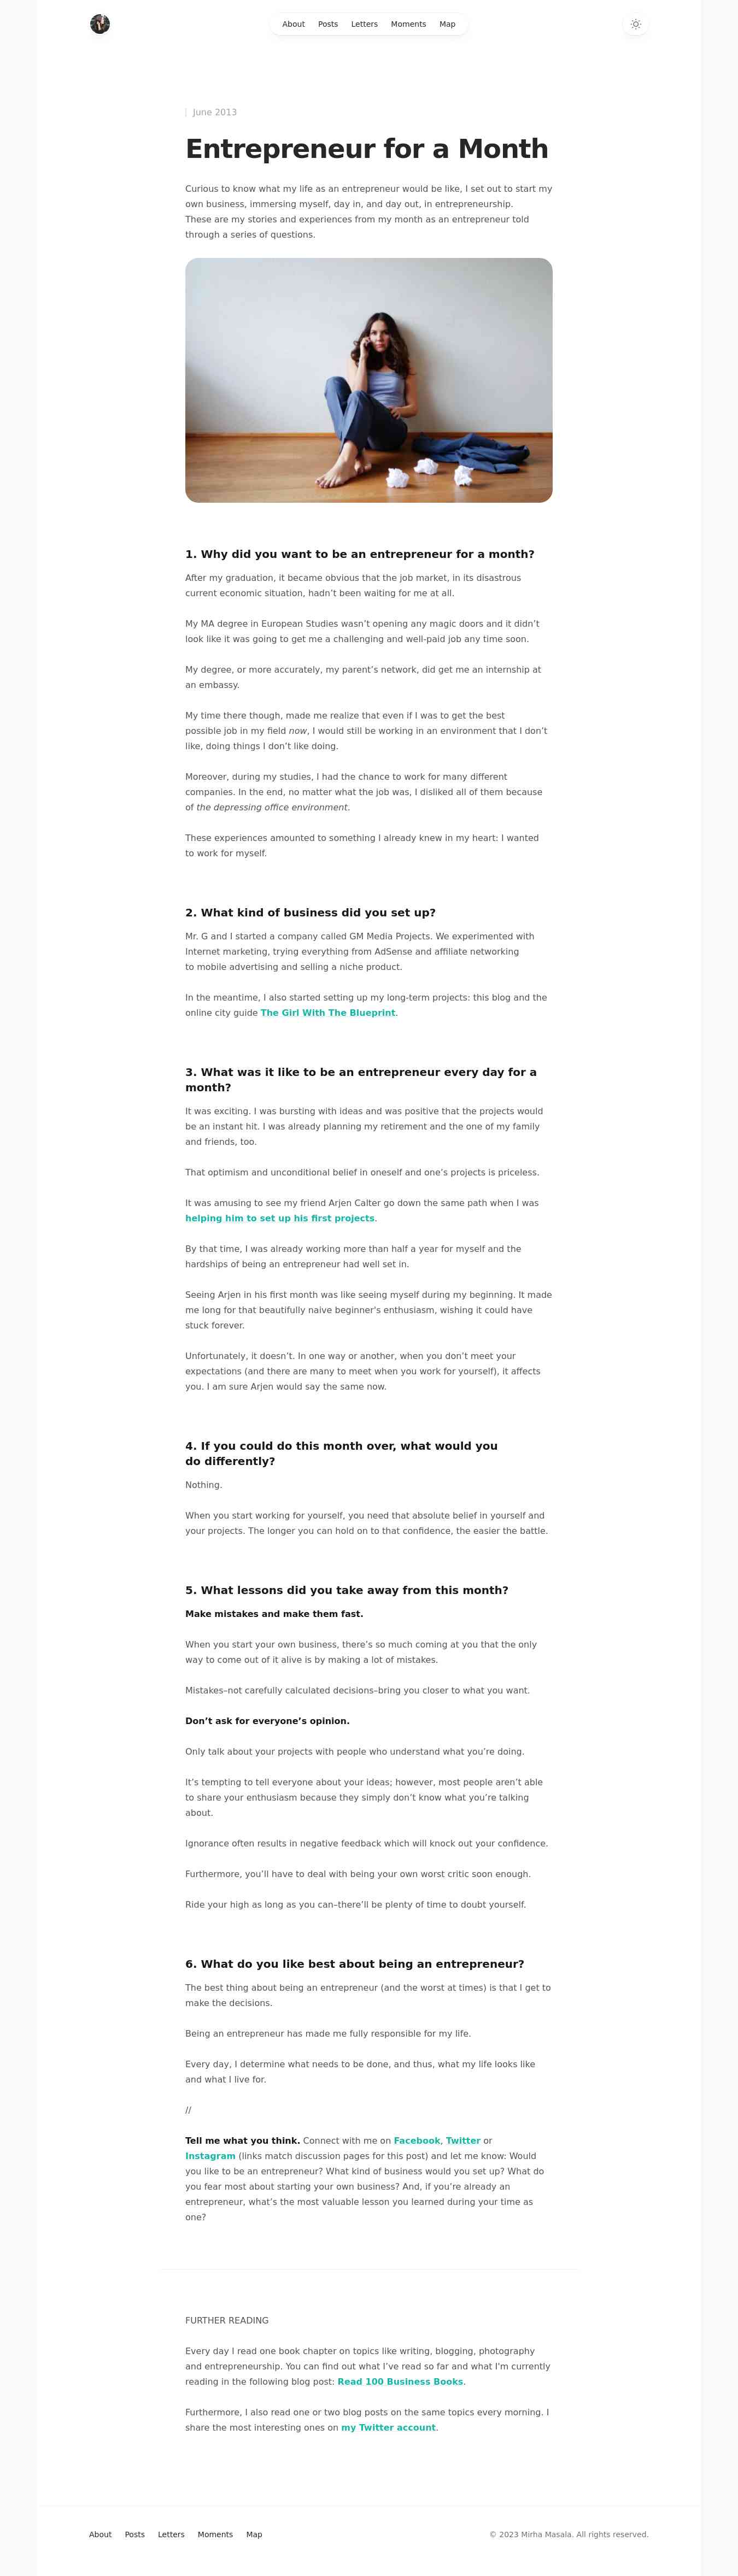 About Posts Letters Moments Map
June 2013
Entrepreneur for a Month
Curious to know what my life as an entrepreneur would be like, I set out to start my
own business, immersing myself, day in, and day out, in entrepreneurship.
These are my stories and experiences from my month as an entrepreneur told
through a series of questions.
1. Why did you want to be an entrepreneur for a month?
After my graduation, it became obvious that the job market, in its disastrous
current economic situation, hadn’t been waiting for me at all.
My MA degree in European Studies wasn’t opening any magic doors and it didn’t
look like it was going to get me a challenging and well-paid job any time soon.
My degree, or more accurately, my parent’s network, did get me an internship at
an embassy.
My time there though, made me realize that even if I was to get the best
possible job in my field now, I would still be working in an environment that I don’t
like, doing things I don’t like doing.
Moreover, during my studies, I had the chance to work for many different
companies. In the end, no matter what the job was, I disliked all of them because
of the depressing office environment.
These experiences amounted to something I already knew in my heart: I wanted
to work for myself.
2. What kind of business did you set up?
Mr. G and I started a company called GM Media Projects. We experimented with
Internet marketing, trying everything from AdSense and affiliate networking
to mobile advertising and selling a niche product.
In the meantime, I also started setting up my long-term projects: this blog and the
online city guide The Girl With The Blueprint.
3. What was it like to be an entrepreneur every day for a
month?
It was exciting. I was bursting with ideas and was positive that the projects would
be an instant hit. I was already planning my retirement and the one of my family
and friends, too.
That optimism and unconditional belief in oneself and one’s projects is priceless.
It was amusing to see my friend Arjen Calter go down the same path when I was
helping him to set up his first projects.
By that time, I was already working more than half a year for myself and the
hardships of being an entrepreneur had well set in.
Seeing Arjen in his first month was like seeing myself during my beginning. It made
me long for that beautifully naive beginner's enthusiasm, wishing it could have
stuck forever.
Unfortunately, it doesn’t. In one way or another, when you don’t meet your
expectations (and there are many to meet when you work for yourself), it affects
you. I am sure Arjen would say the same now.
4. If you could do this month over, what would you
do differently?
Nothing.
When you start working for yourself, you need that absolute belief in yourself and
your projects. The longer you can hold on to that confidence, the easier the battle.
5. What lessons did you take away from this month?
Make mistakes and make them fast.
When you start your own business, there’s so much coming at you that the only
way to come out of it alive is by making a lot of mistakes.
Mistakes–not carefully calculated decisions–bring you closer to what you want.
Don’t ask for everyone’s opinion.
Only talk about your projects with people who understand what you’re doing.
It’s tempting to tell everyone about your ideas; however, most people aren’t able
to share your enthusiasm because they simply don’t know what you’re talking
about.
Ignorance often results in negative feedback which will knock out your confidence.
Furthermore, you’ll have to deal with being your own worst critic soon enough.
Ride your high as long as you can–there’ll be plenty of time to doubt yourself.
6. What do you like best about being an entrepreneur?
The best thing about being an entrepreneur (and the worst at times) is that I get to
make the decisions.
Being an entrepreneur has made me fully responsible for my life.
Every day, I determine what needs to be done, and thus, what my life looks like
and what I live for.
//
Tell me what you think. Connect with me on Facebook, Twitter or
Instagram (links match discussion pages for this post) and let me know: Would
you like to be an entrepreneur? What kind of business would you set up? What do
you fear most about starting your own business? And, if you’re already an
entrepreneur, what’s the most valuable lesson you learned during your time as
one?
FURTHER READING
Every day I read one book chapter on topics like writing, blogging, photography
and entrepreneurship. You can find out what I’ve read so far and what I'm currently
reading in the following blog post: Read 100 Business Books.
Furthermore, I also read one or two blog posts on the same topics every morning. I
share the most interesting ones on my Twitter account.
About Posts Letters Moments Map
© 2023 Mirha Masala. All rights reserved.